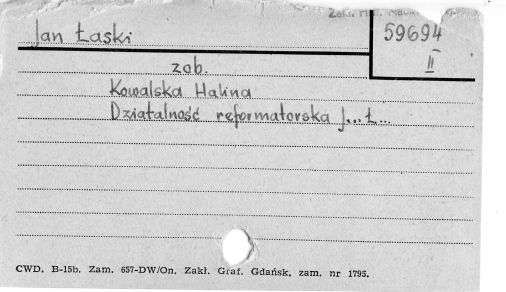 Jan Łaski
59694
II
zob.
Kowalska Halina
Działalność reformatorska J... Ł...
CWD. B-15b. Zam. 657-DW/On. Zakł. Graf. Gdańsk, zam. nr 1795.